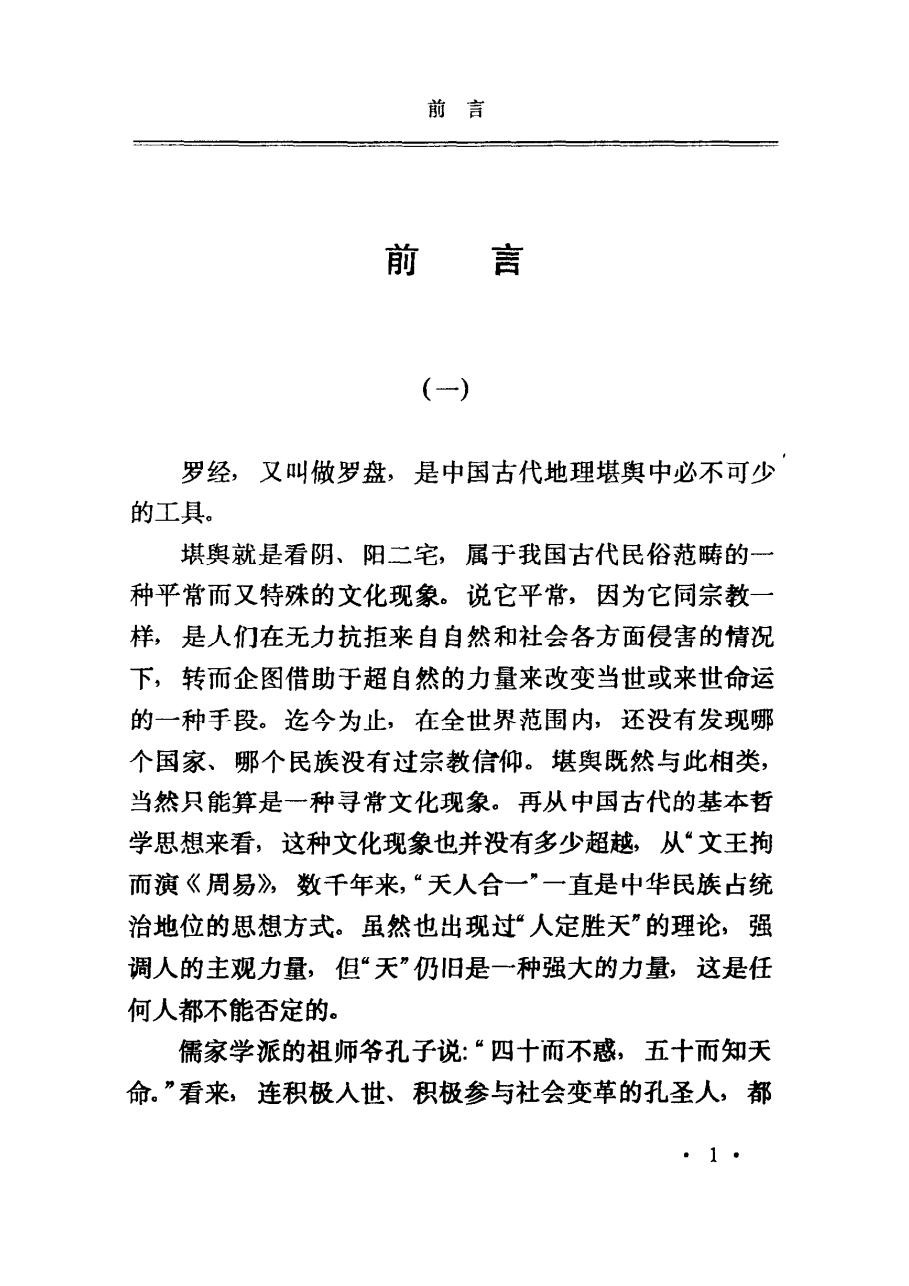 前 言
前 言
(一)
罗经，又叫做罗盘，是中国古代地理堪舆中必不可少
的工具。
堪舆就是看阴、阳二宅，属于我国古代民俗范畴的一
种平常而又特殊的文化现象。说它平常，因为它同宗教一
样，是人们在无力抗拒来自自然和社会各方面侵害的情况
下，转而企图借助于超自然的力量来改变当世或来世命运
的一种手段。迄今为止，在全世界范围内，还没有发现哪
个国家、哪个民族没有过宗教信仰。堪舆既然与此相类，
当然只能算是一种寻常文化现象。再从中国古代的基本哲
学思想来看，这种文化现象也并没有多少超越，从“文王拘
而演《周易》，数千年来，“天人合一”一直是中华民族占统
治地位的思想方式。虽然也出现过“人定胜天”的理论，强
调人的主观力量，但“天”仍旧是一种强大的力量，这是任
何人都不能否定的。
儒家学派的祖师爷孔子说:“四十而不惑，五十而知天
命。”看来，连积极入世、积极参与社会变革的孔圣人，都
· 1 ·